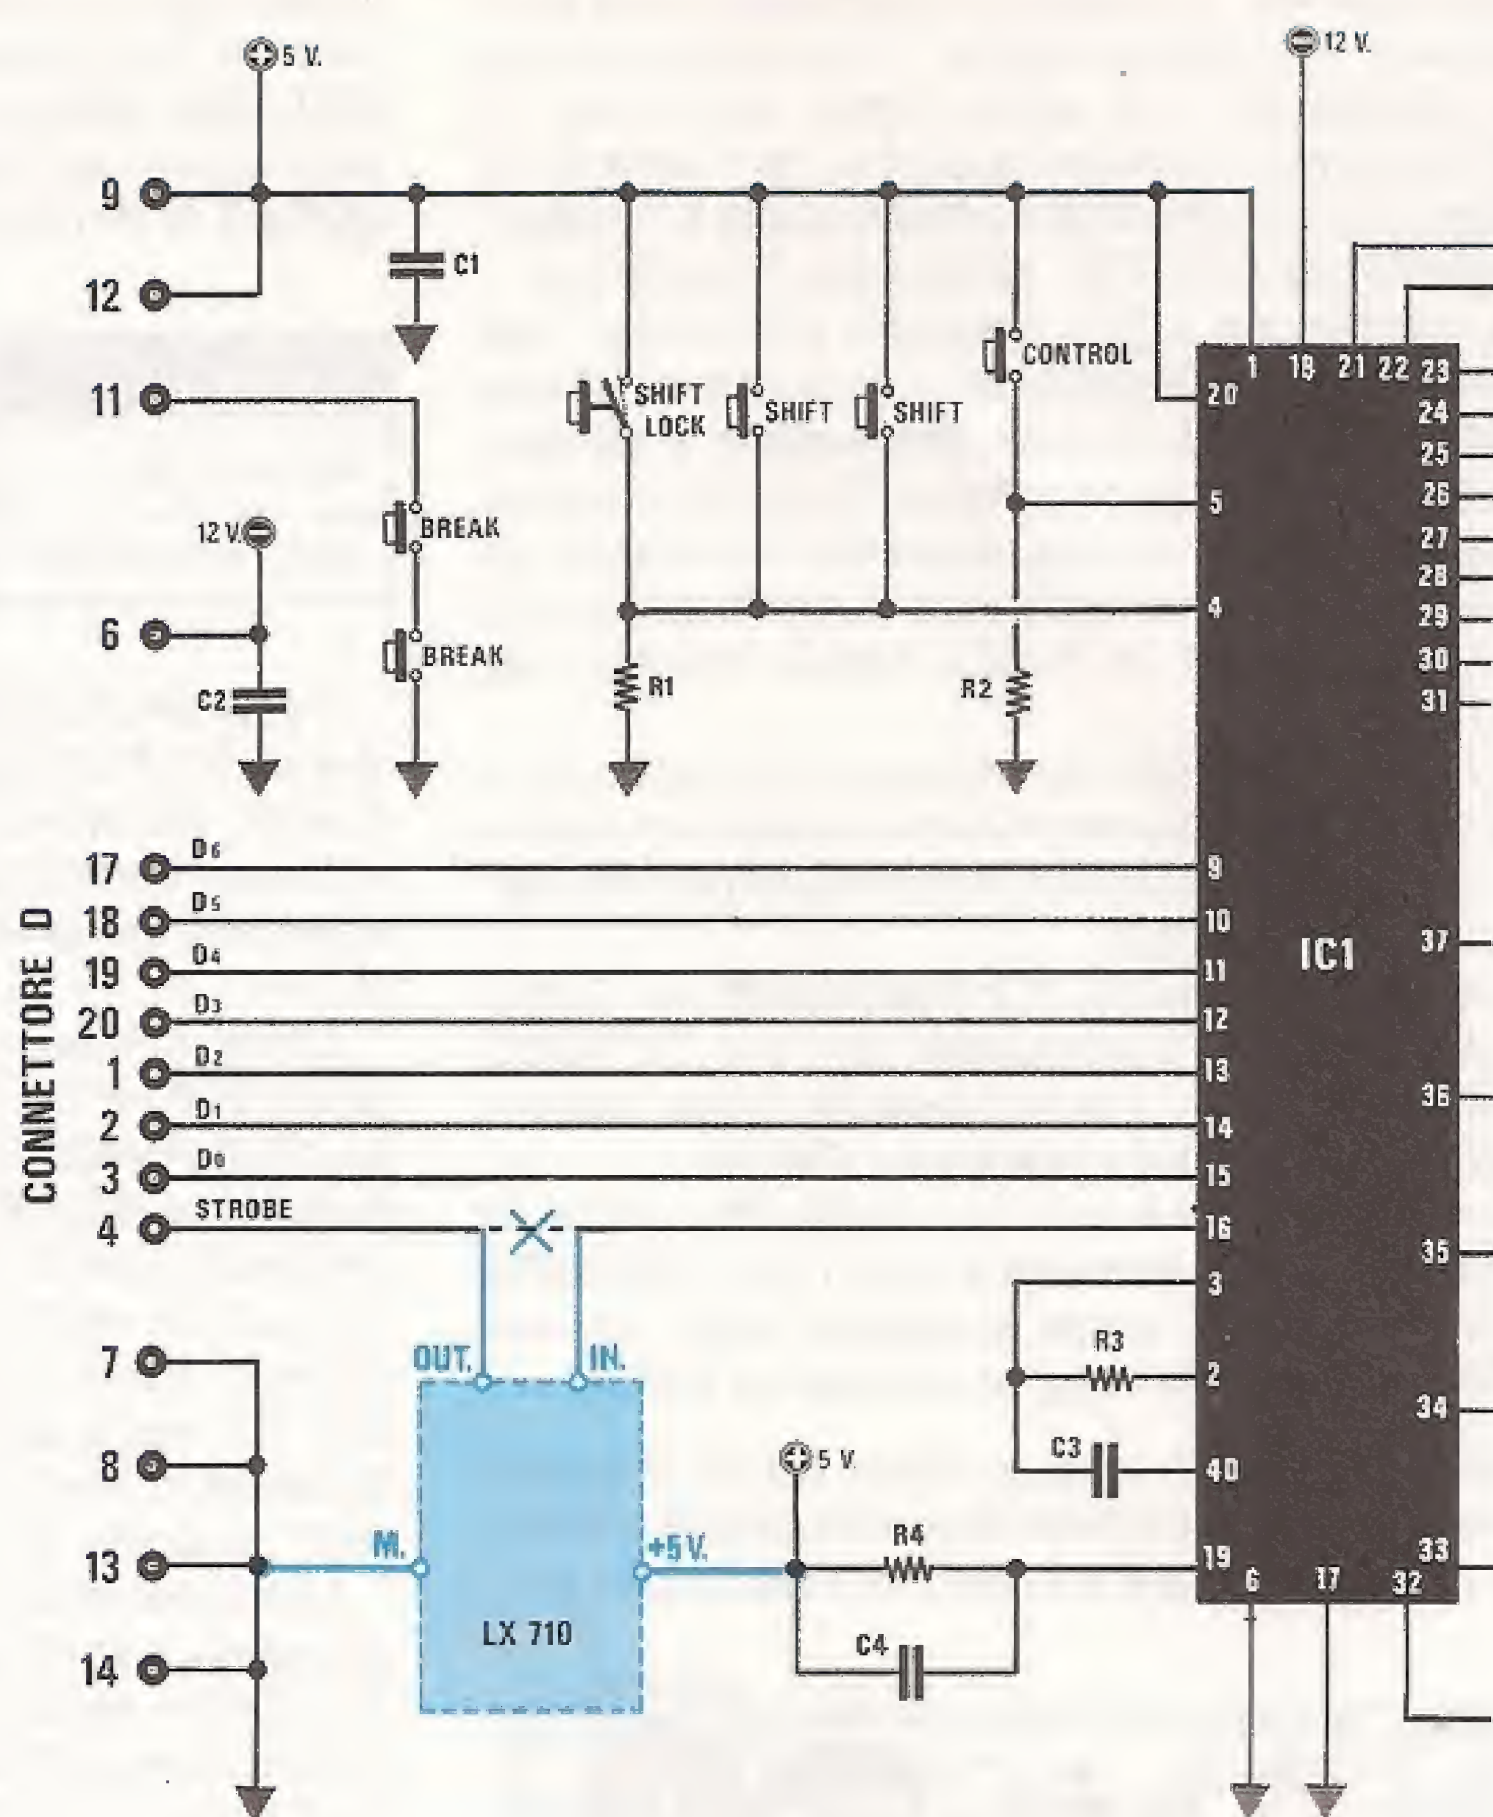 5 V.
12 V.
9
12
C1
11
CONTROL
SHIFT LOCK
SHIFT
SHIFT
1
18
21
22
23
20
24
25
5
26
12 V.
BREAK
27
28
4
29
6
BREAK
30
C2
R1
R2
31
CONNETTORE D
17
D6
9
18
D5
10
19
D4
11
IC1
37
20
D3
12
1
D2
13
36
2
D1
14
3
D0
15
4
STROBE
16
35
3
7
OUT.
IN.
R3
2
34
8
C3
40
5 V.
13
M.
+5 V.
R4
19
33
6
17
32
LX 710
C4
14